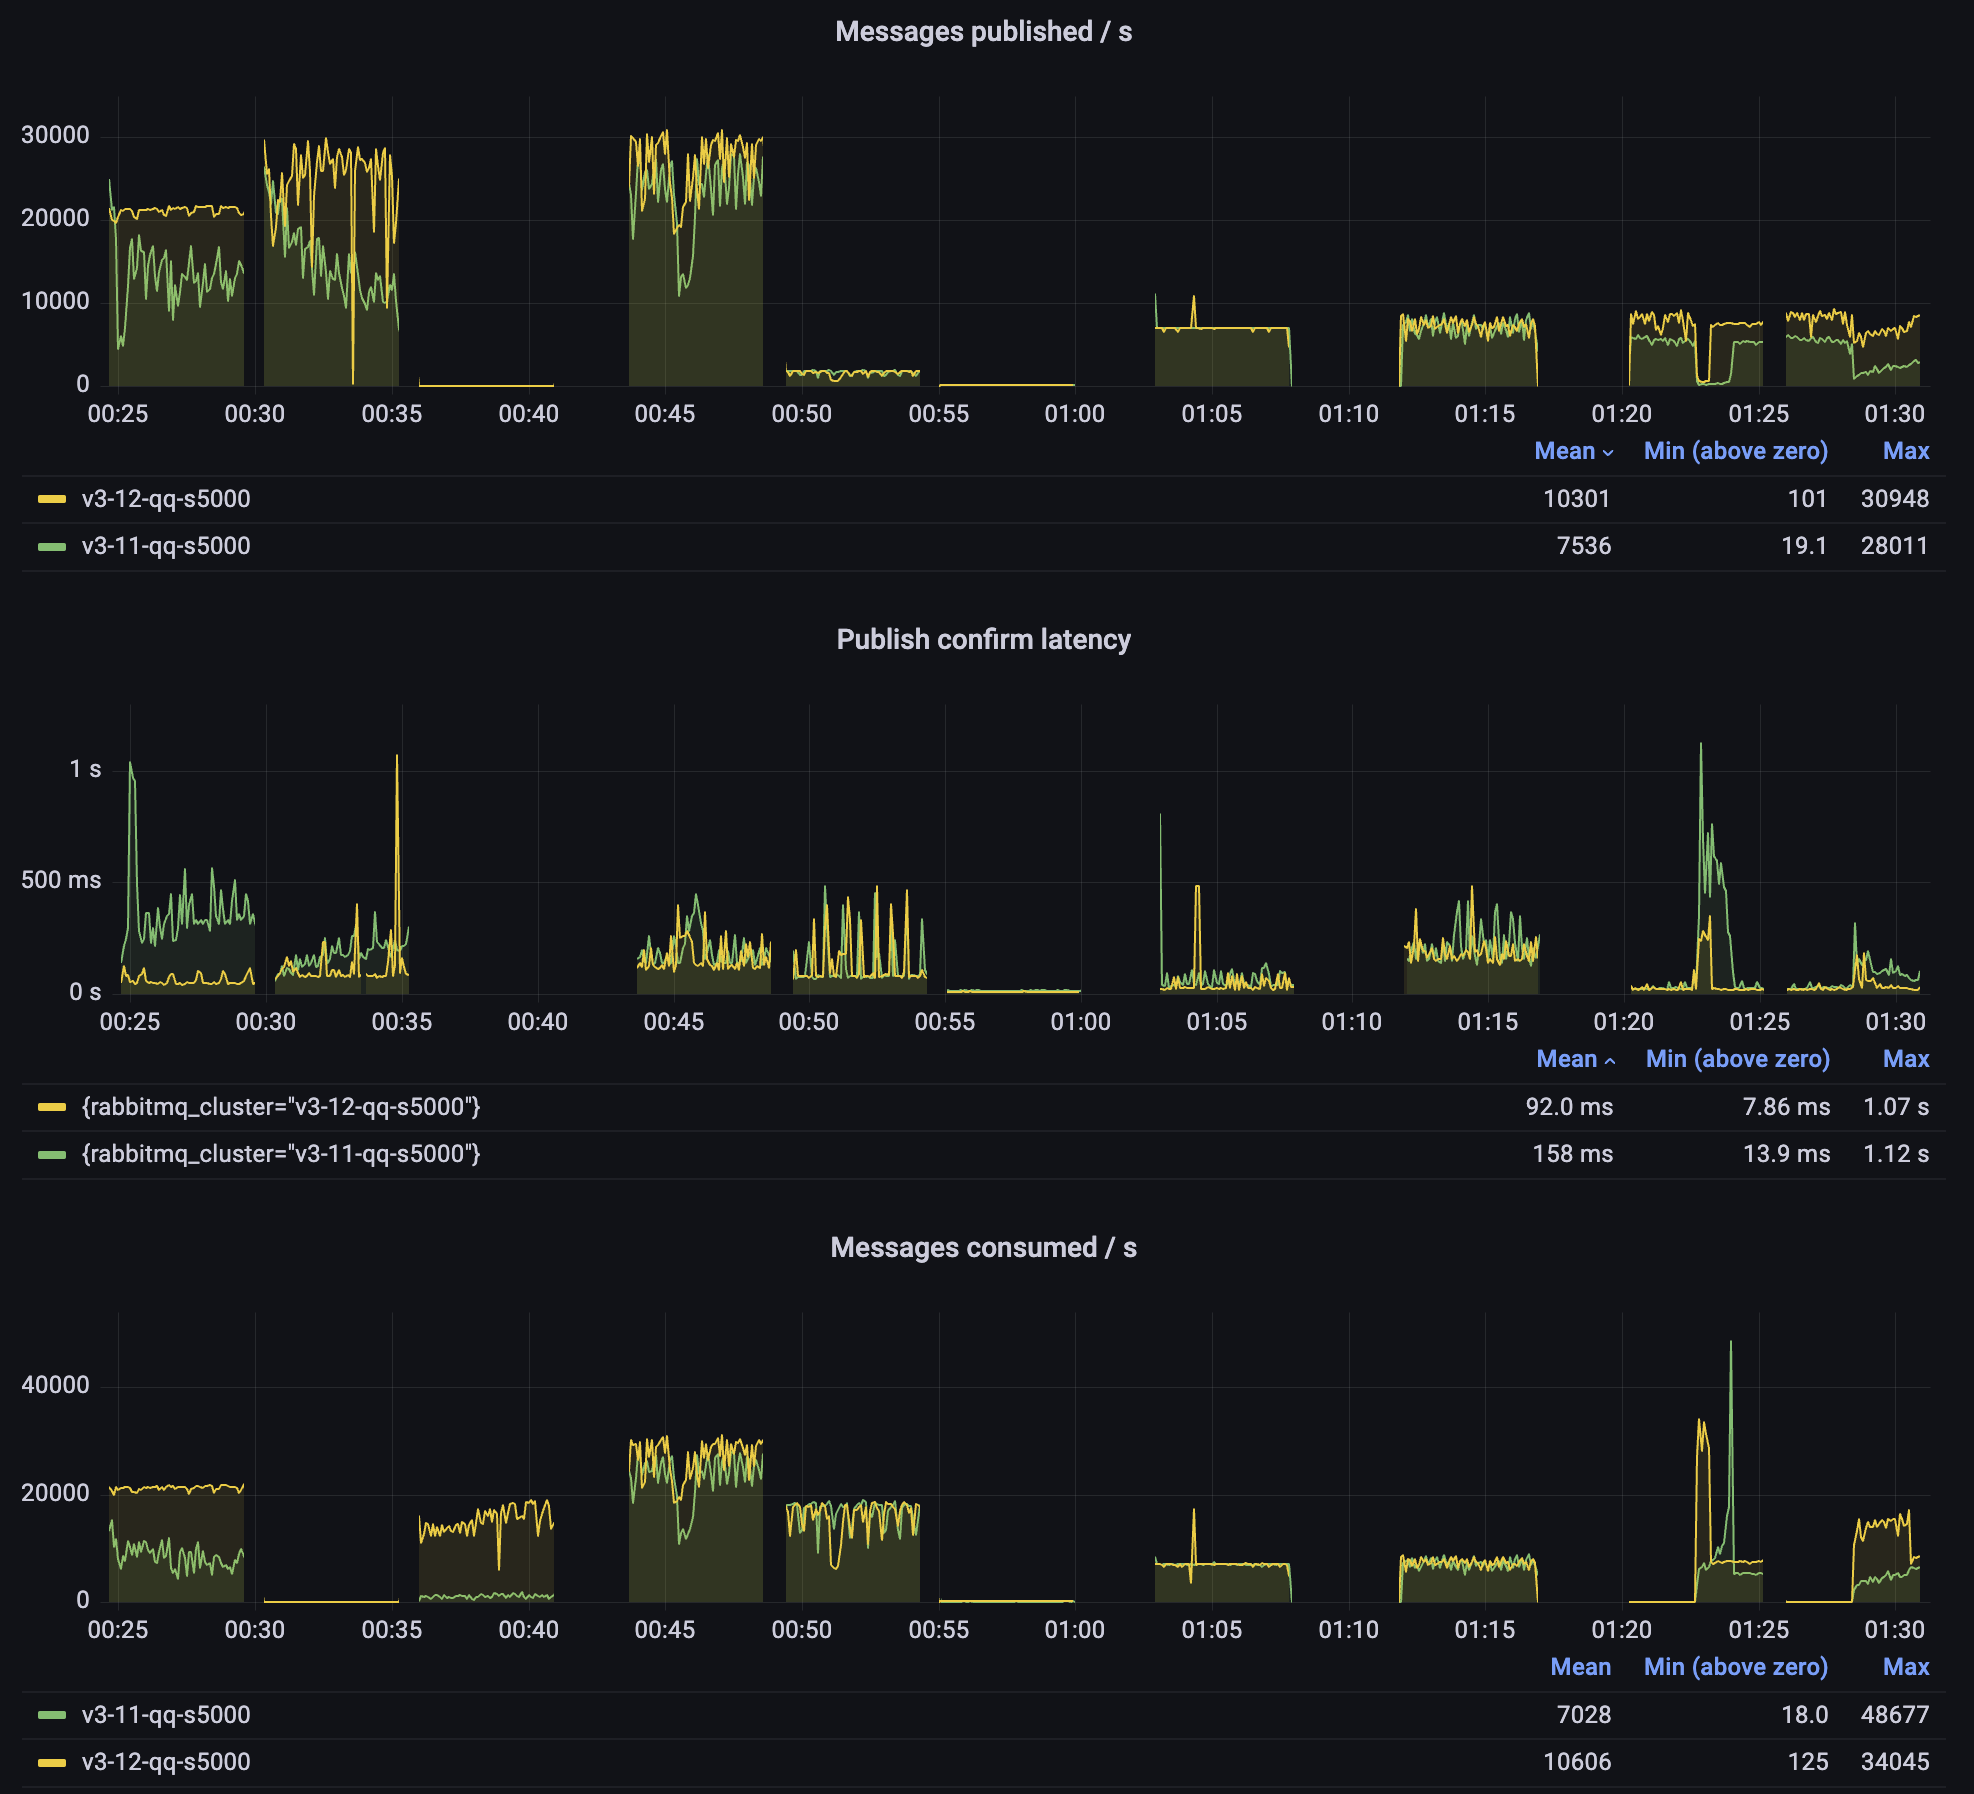 Messages published / s
30000
20000
10000
0
00:25 00:30 00:35 00:40 00:45 00:50 00:55 01:00 01:05 01:10 01:15 01:20 01:25 01:30
Mean Min (above zero) Max
v3-12-qq-s5000 10301 101 30948
v3-11-qq-s5000 7536 19.1 28011
Publish confirm latency
1 s
500 ms
0 s
00:25 00:30 00:35 00:40 00:45 00:50 00:55 01:00 01:05 01:10 01:15 01:20 01:25 01:30
Mean Min (above zero) Max
{rabbitmq_cluster="v3-12-qq-s5000"} 92.0 ms 7.86 ms 1.07 s
{rabbitmq_cluster="v3-11-qq-s5000"} 158 ms 13.9 ms 1.12 s
Messages consumed / s
40000
20000
0
00:25 00:30 00:35 00:40 00:45 00:50 00:55 01:00 01:05 01:10 01:15 01:20 01:25 01:30
Mean Min (above zero) Max
v3-11-qq-s5000 7028 18.0 48677
v3-12-qq-s5000 10606 125 34045